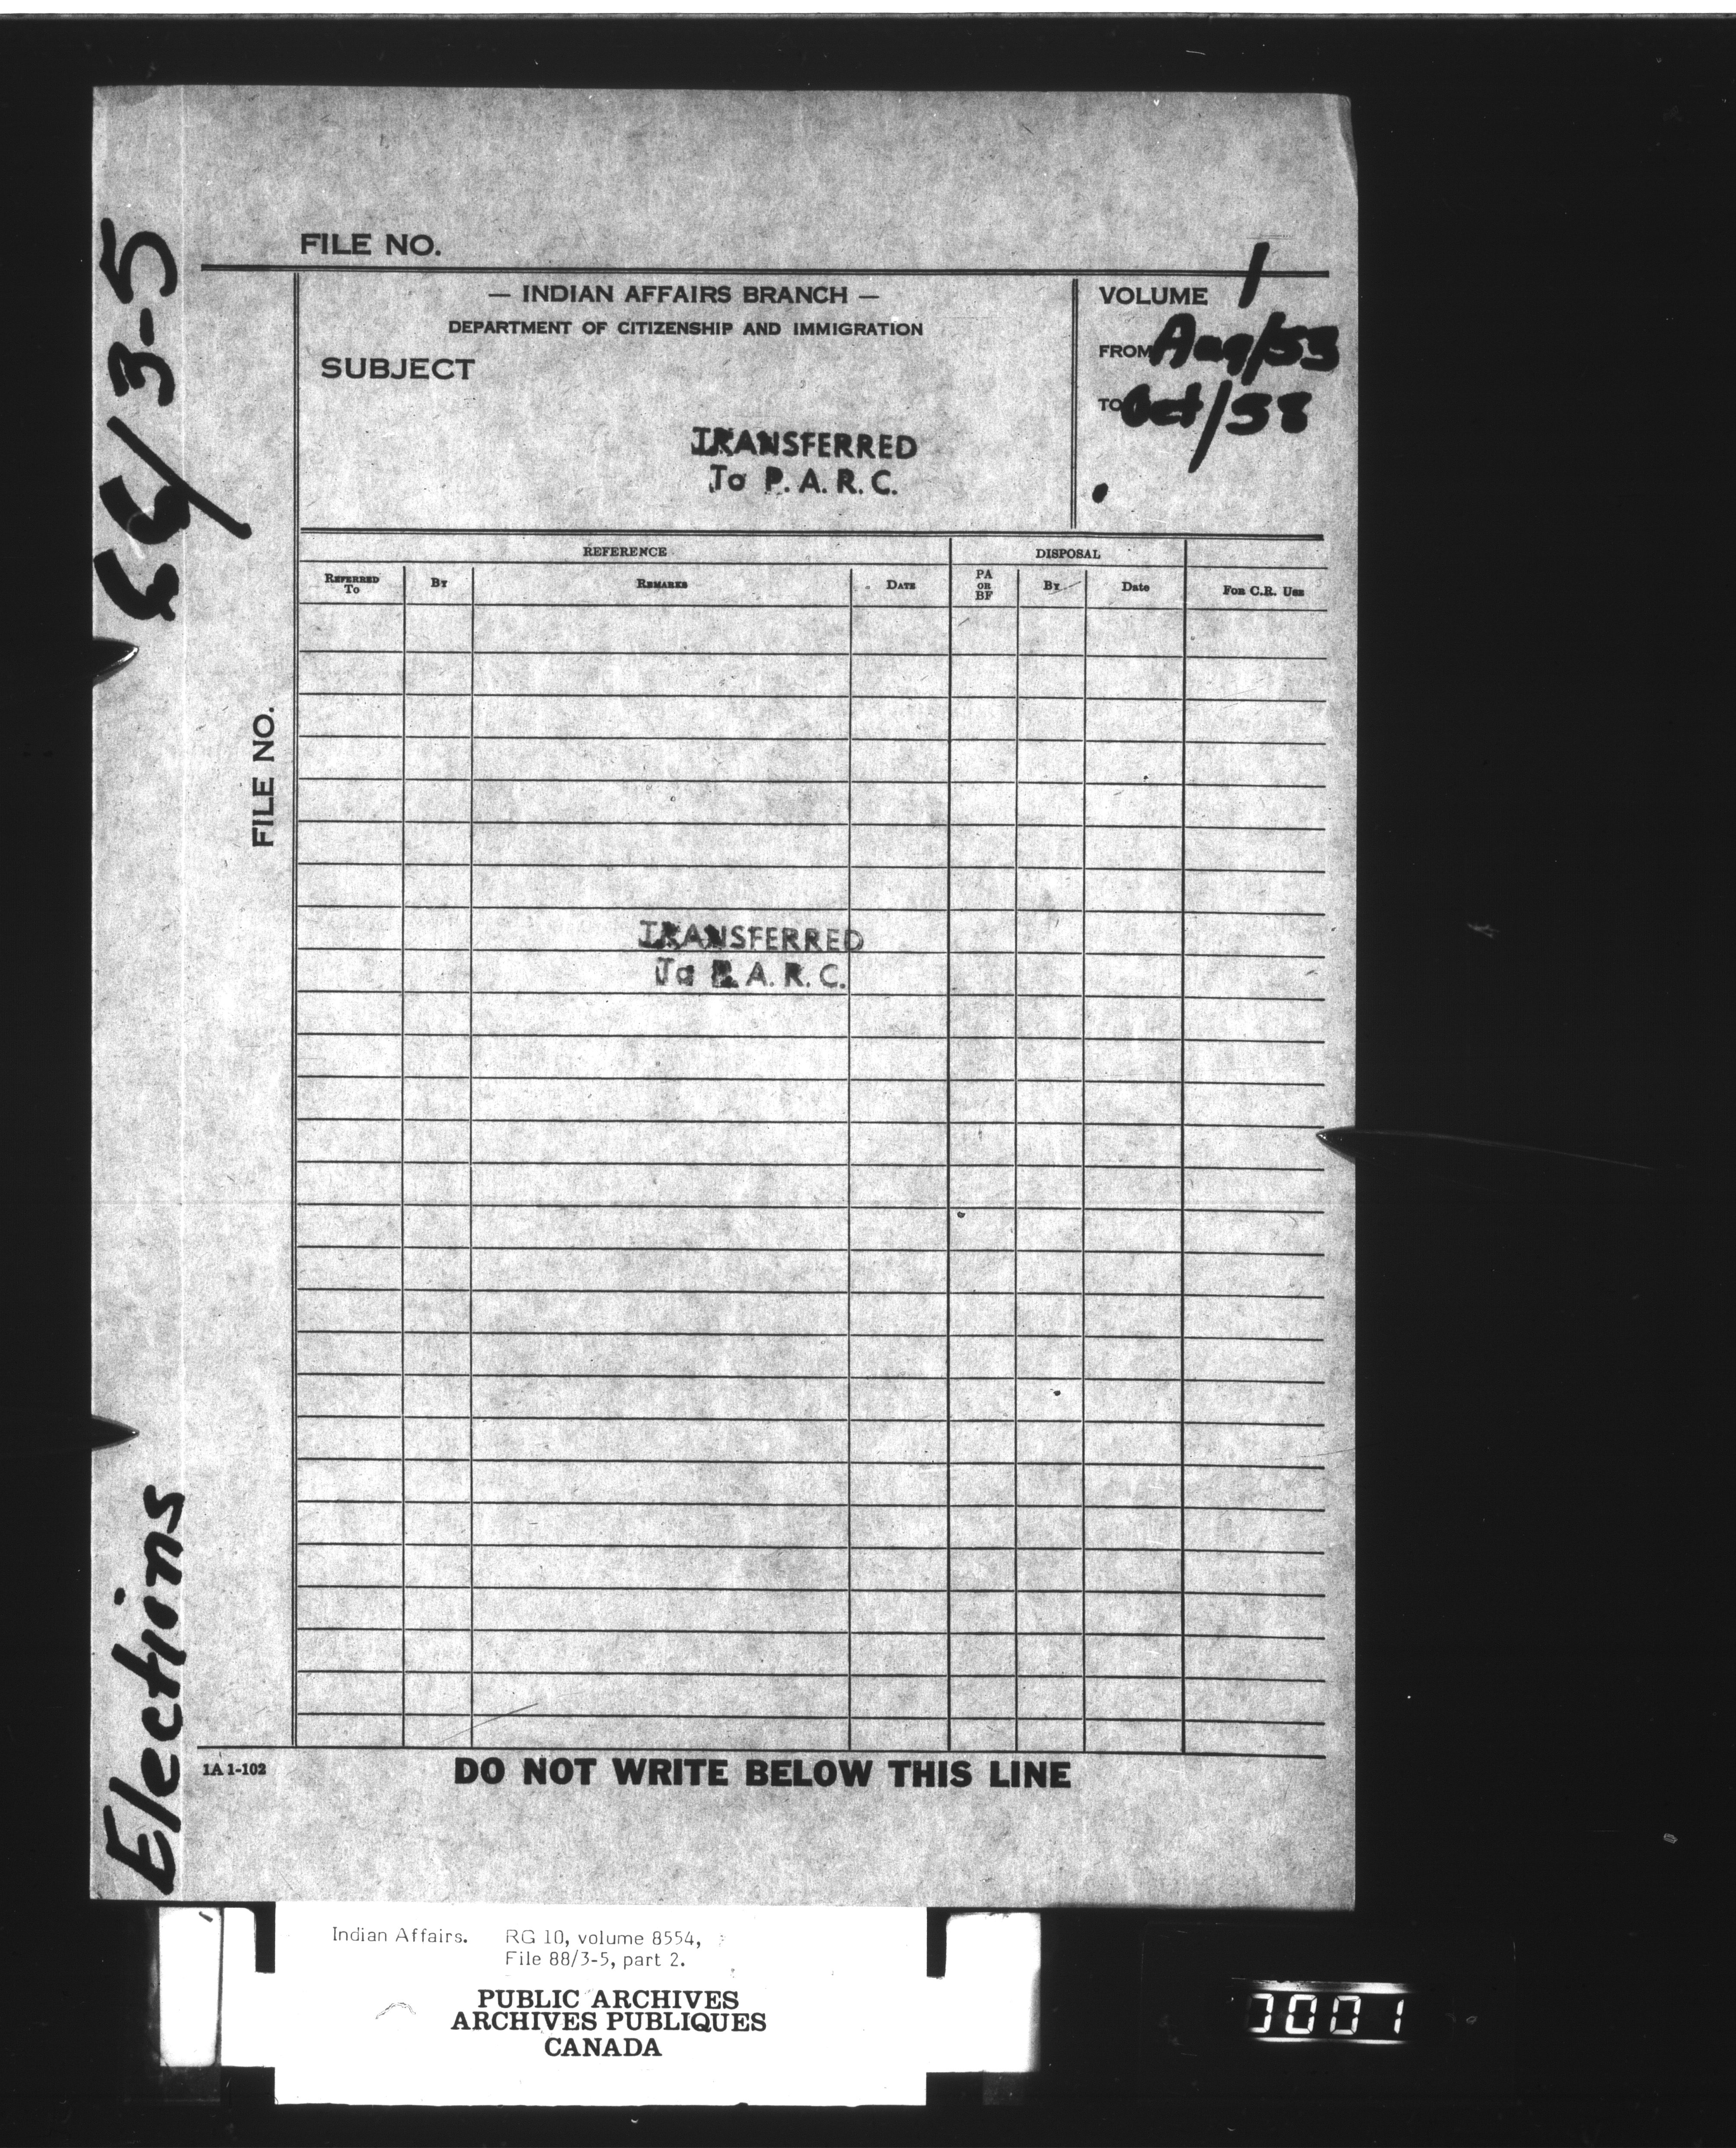 FILE NO.
— INDIAN AFFAIRS BRANCH —
DEPARTMENT OF CITIZENSHIP AND IMMIGRATION
SUBJECT
VOLUME 1
FROM Aug/53
TO Oct/58
TRANSFERRED
To P. A. R. C.
REFERENCE
DISPOSAL
REFERRED TO
BY
REMARKS
DATE
PA OR BF
BY
Date
FOR C.R. USE
TRANSFERRED
To P. A. R. C.
88/3-5
FILE NO.
Elections
1A 1-102
DO NOT WRITE BELOW THIS LINE
Indian Affairs. RG 10, volume 8554,
File 88/3-5, part 2.
PUBLIC ARCHIVES
ARCHIVES PUBLIQUES
CANADA
0001